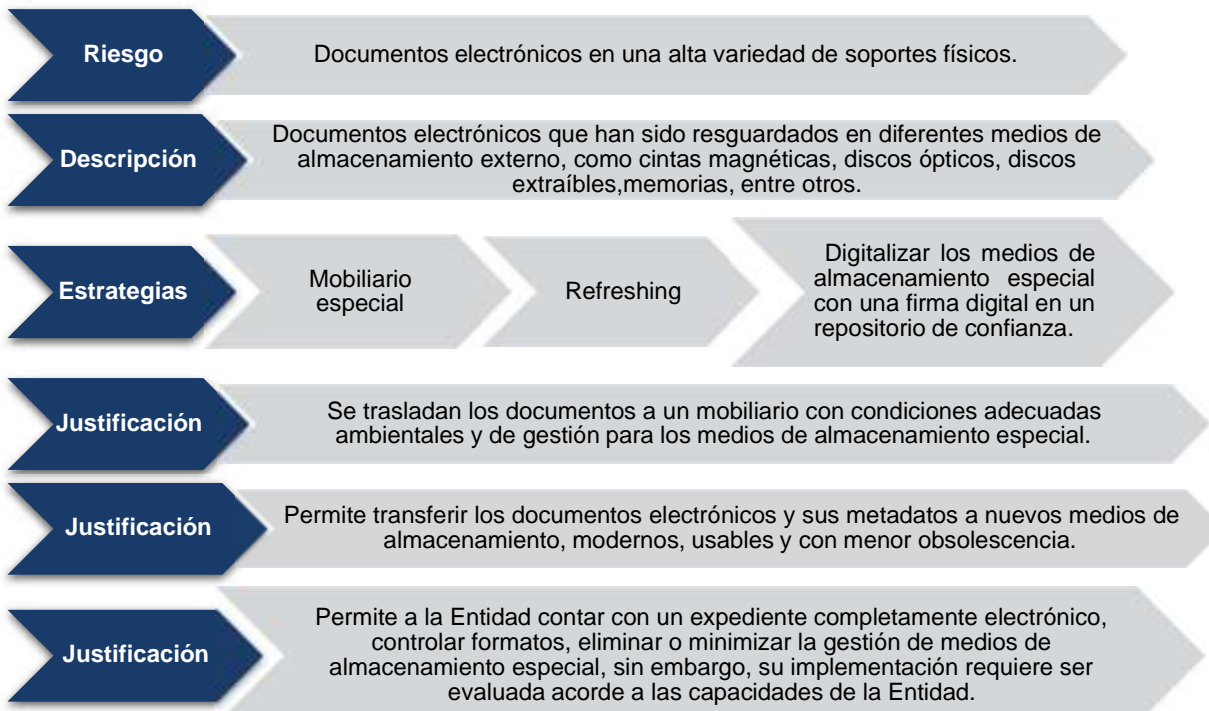 Riesgo
Documentos electrónicos en una alta variedad de soportes físicos.
Descripción
Documentos electrónicos que han sido resguardados en diferentes medios de
almacenamiento externo, como cintas magnéticas, discos ópticos, discos
extraíbles,memorias, entre otros.
Estrategias
Mobiliario
especial
Refreshing
Digitalizar los medios de
almacenamiento especial
con una firma digital en un
repositorio de confianza.
Justificación
Se trasladan los documentos a un mobiliario con condiciones adecuadas
ambientales y de gestión para los medios de almacenamiento especial.
Justificación
Permite transferir los documentos electrónicos y sus metadatos a nuevos medios de
almacenamiento, modernos, usables y con menor obsolescencia.
Justificación
Permite a la Entidad contar con un expediente completamente electrónico,
controlar formatos, eliminar o minimizar la gestión de medios de
almacenamiento especial, sin embargo, su implementación requiere ser
evaluada acorde a las capacidades de la Entidad.